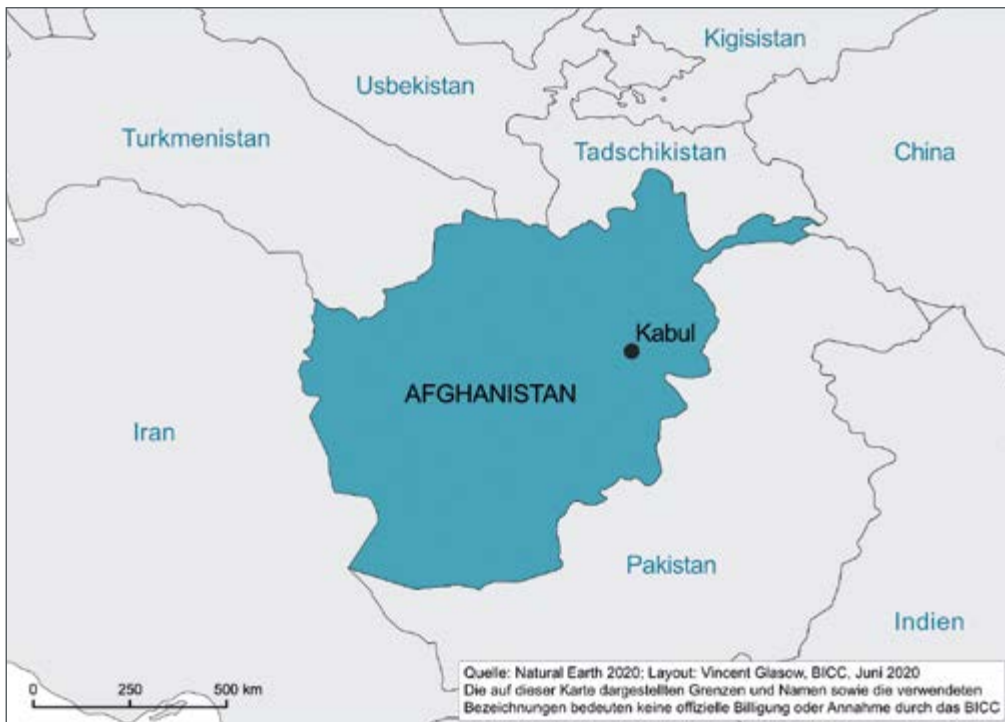 Kigisistan
Usbekistan
Turkmenistan
Tadschikistan
China
Kabul
AFGHANISTAN
Iran
Pakistan
Indien
0 250 500 km
Quelle: Natural Earth 2020; Layout: Vincent Glasow, BICC, Juni 2020
Die auf dieser Karte dargestellten Grenzen und Namen sowie die verwendeten
Bezeichnungen bedeuten keine offizielle Billigung oder Annahme durch das BICC